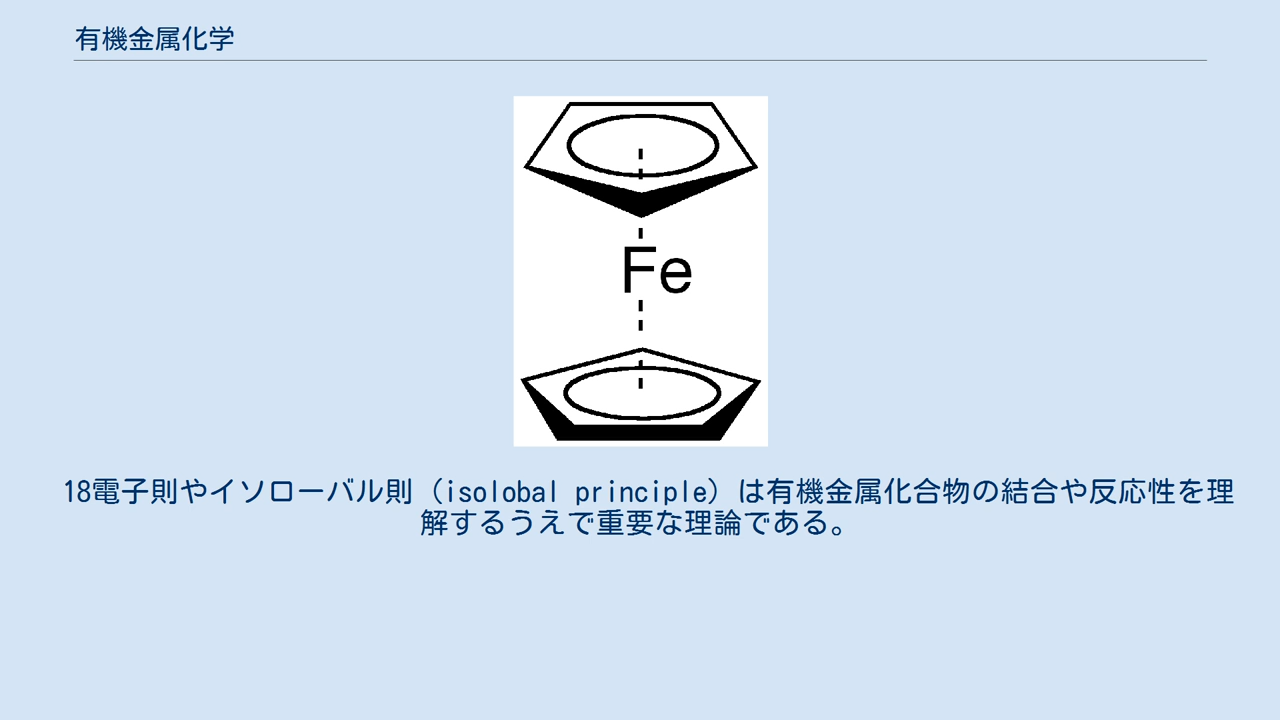 有機金属化学
Fe
18電子則やイソローバル則（isolobal principle）は有機金属化合物の結合や反応性を理
解するうえで重要な理論である。